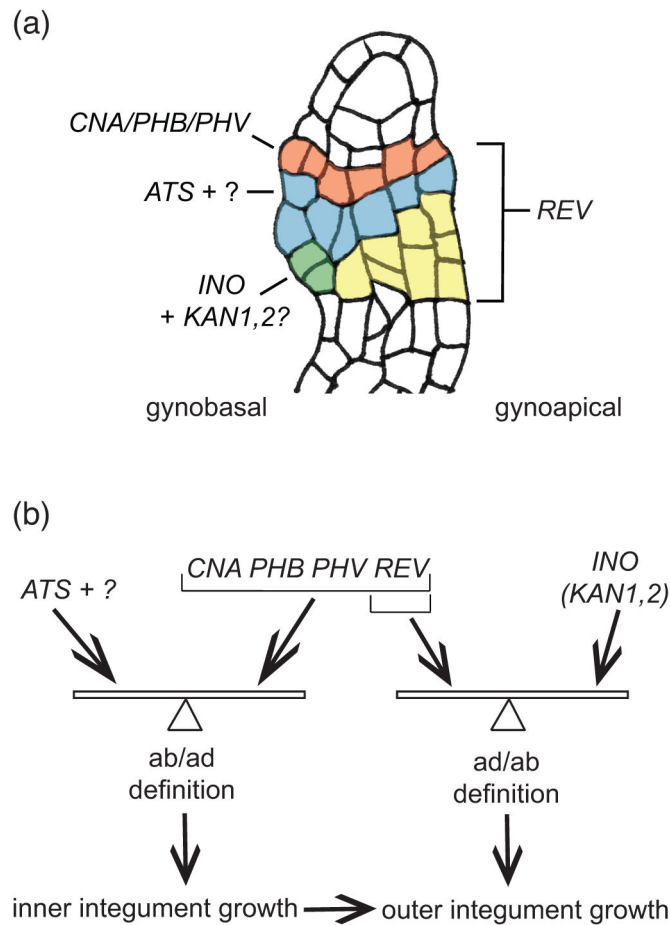 (a)
CNA/PHB/PHV
ATS + ?
REV
INO
+ KAN1,2?
gynobasal
gynoapical
(b)
CNA PHB PHV REV
ATS + ?
INO
(KAN1,2)
ab/ad
definition
ad/ab
definition
inner integument growth
outer integument growth